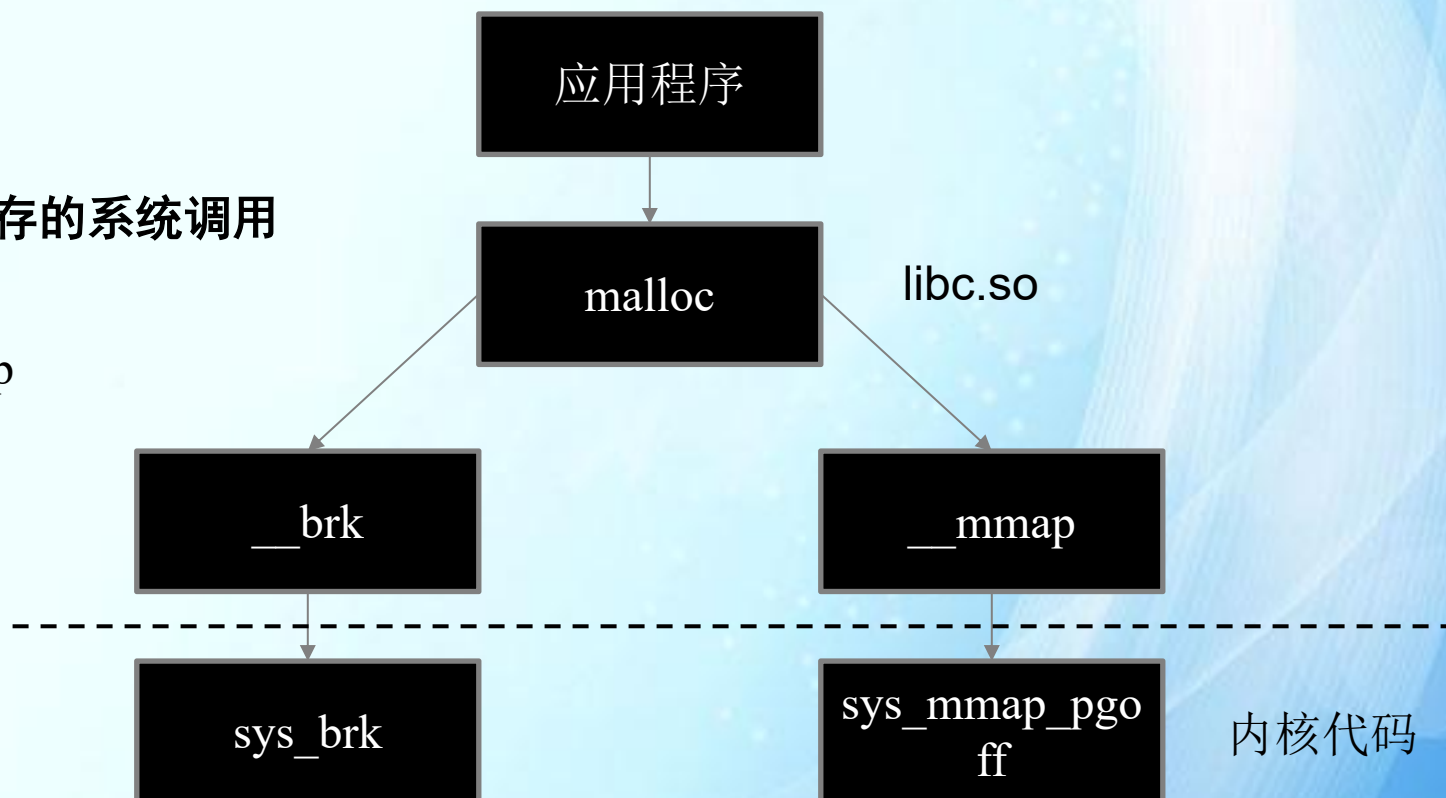 应用程序
存的系统调用
malloc
libc.so
p
__brk
__mmap
sys_brk
sys_mmap_pgo
ff
内核代码